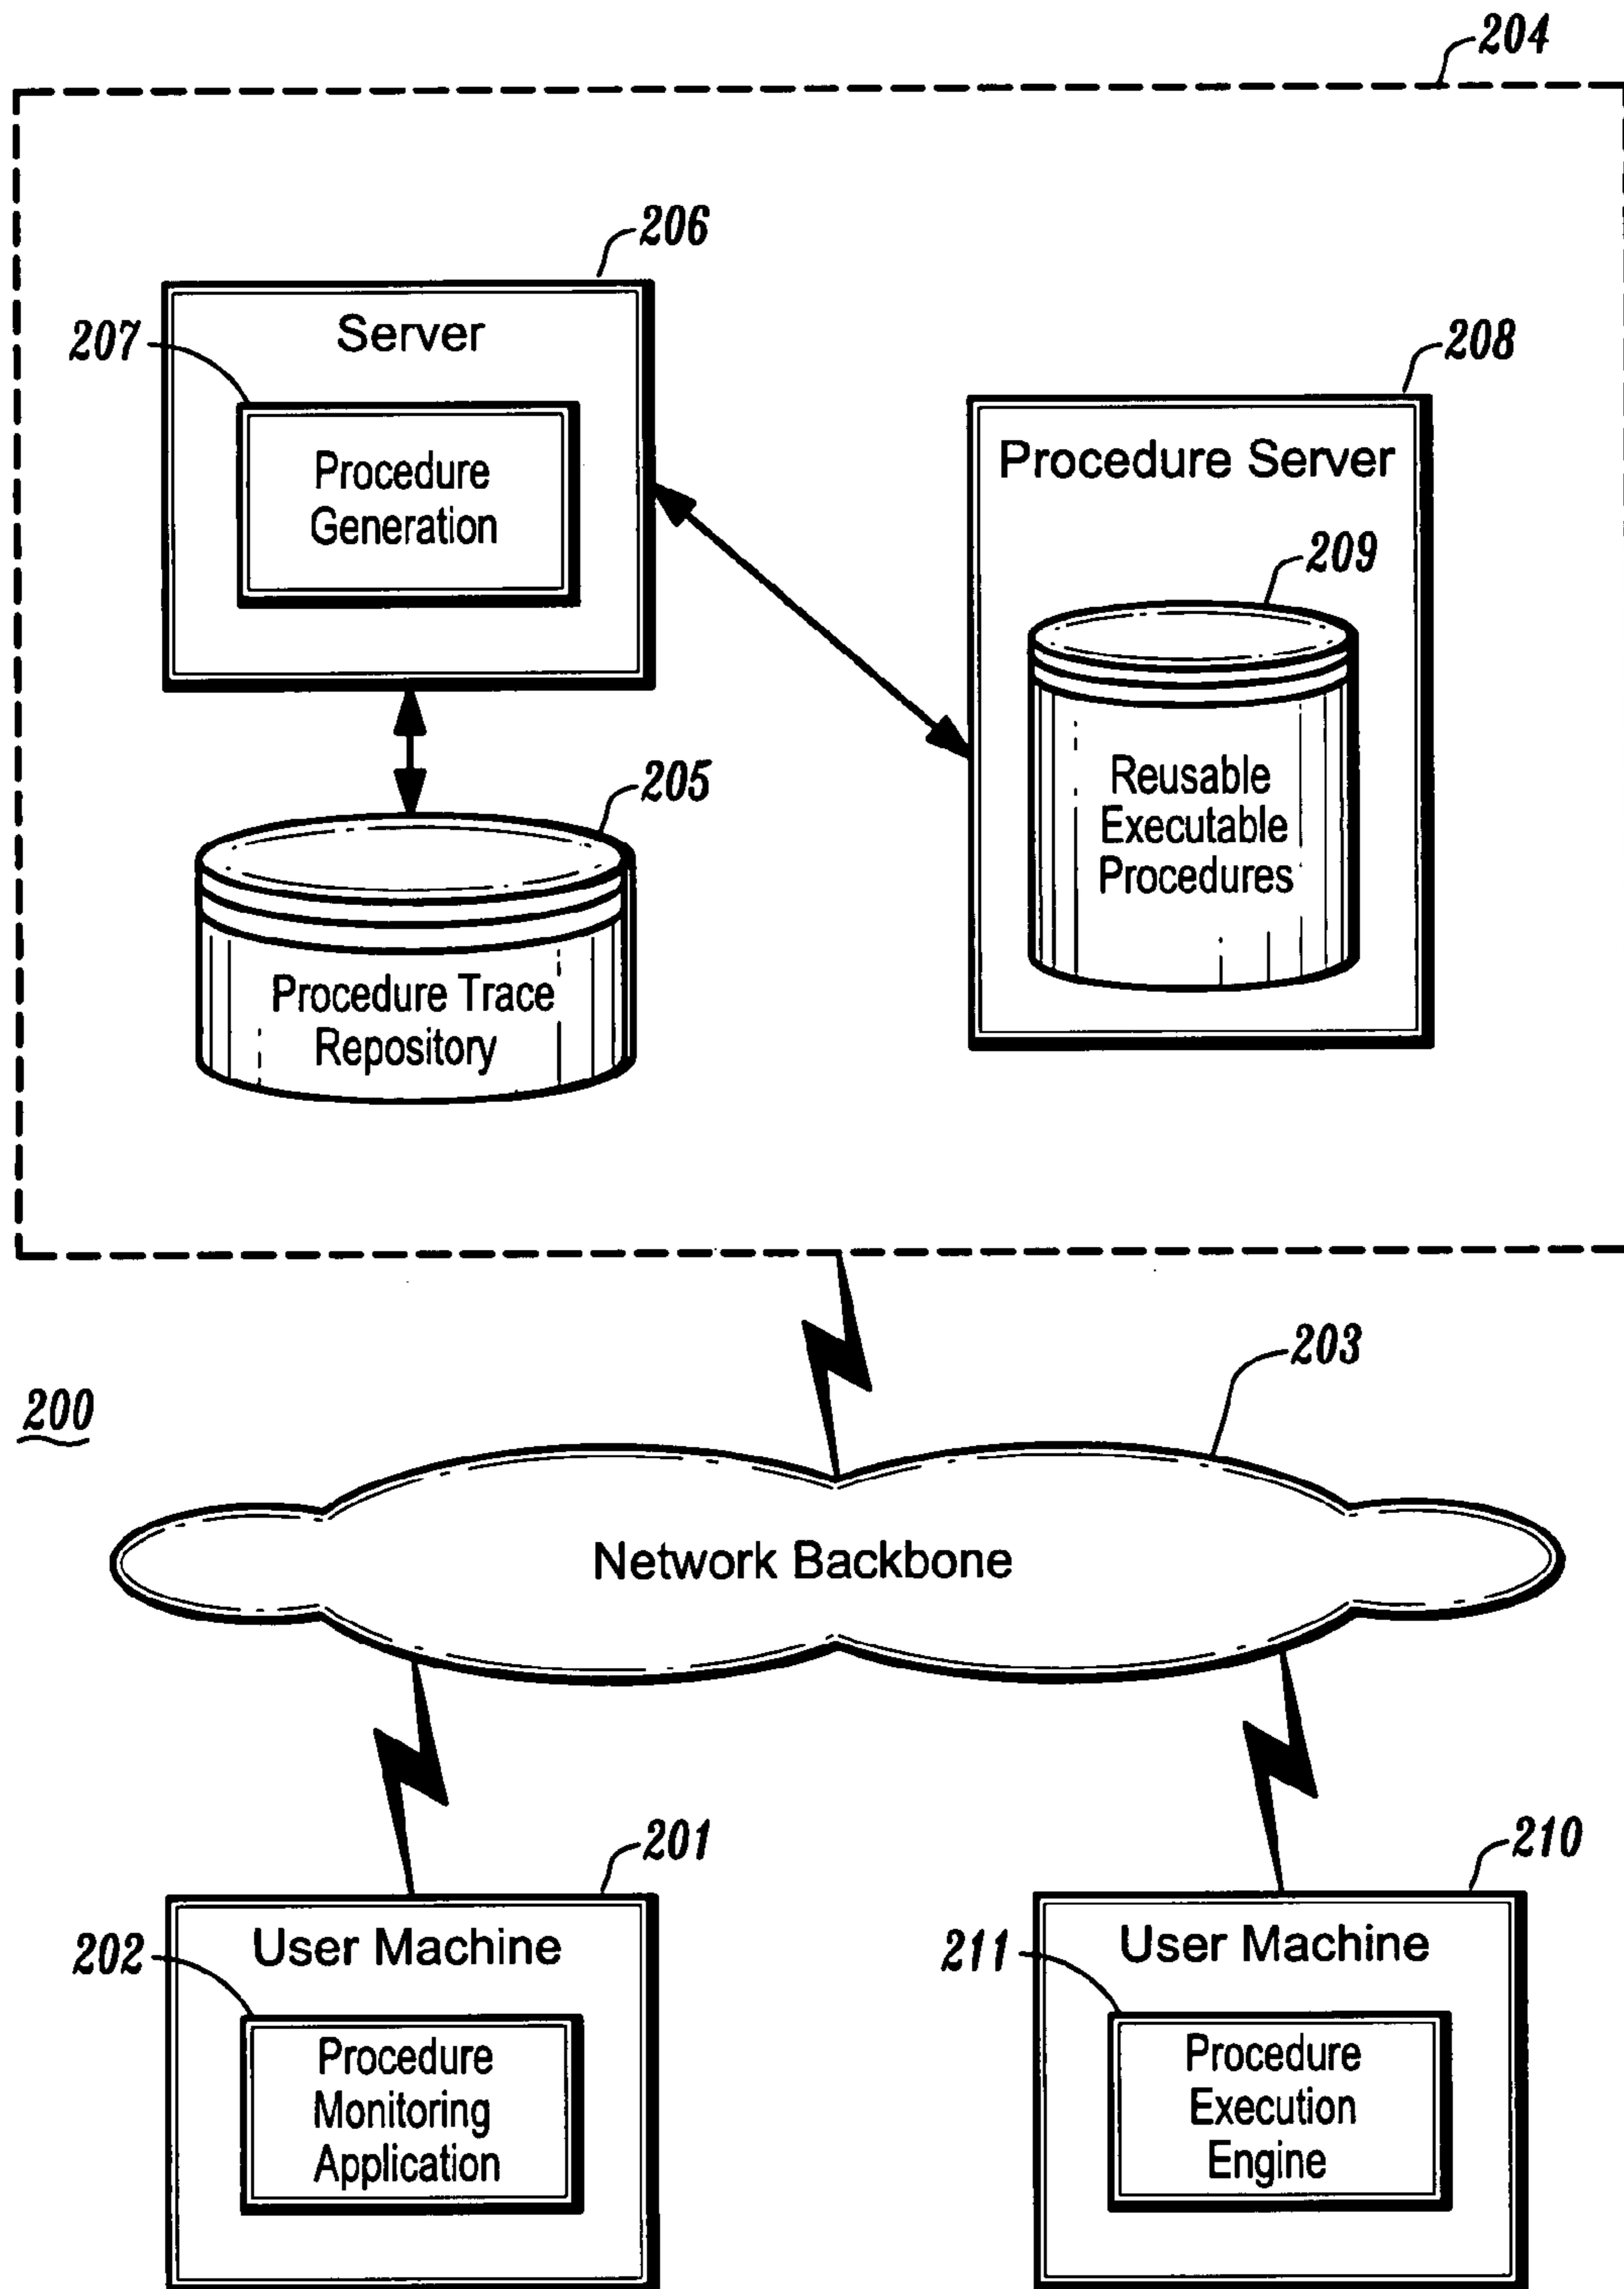 204
206
Server
207
Procedure
Generation
208
Procedure Server
209
Reusable
Executable
Procedures
205
Procedure Trace
Repository
203
200
Network Backbone
201
User Machine
202
Procedure
Monitoring
Application
210
User Machine
211
Procedure
Execution
Engine